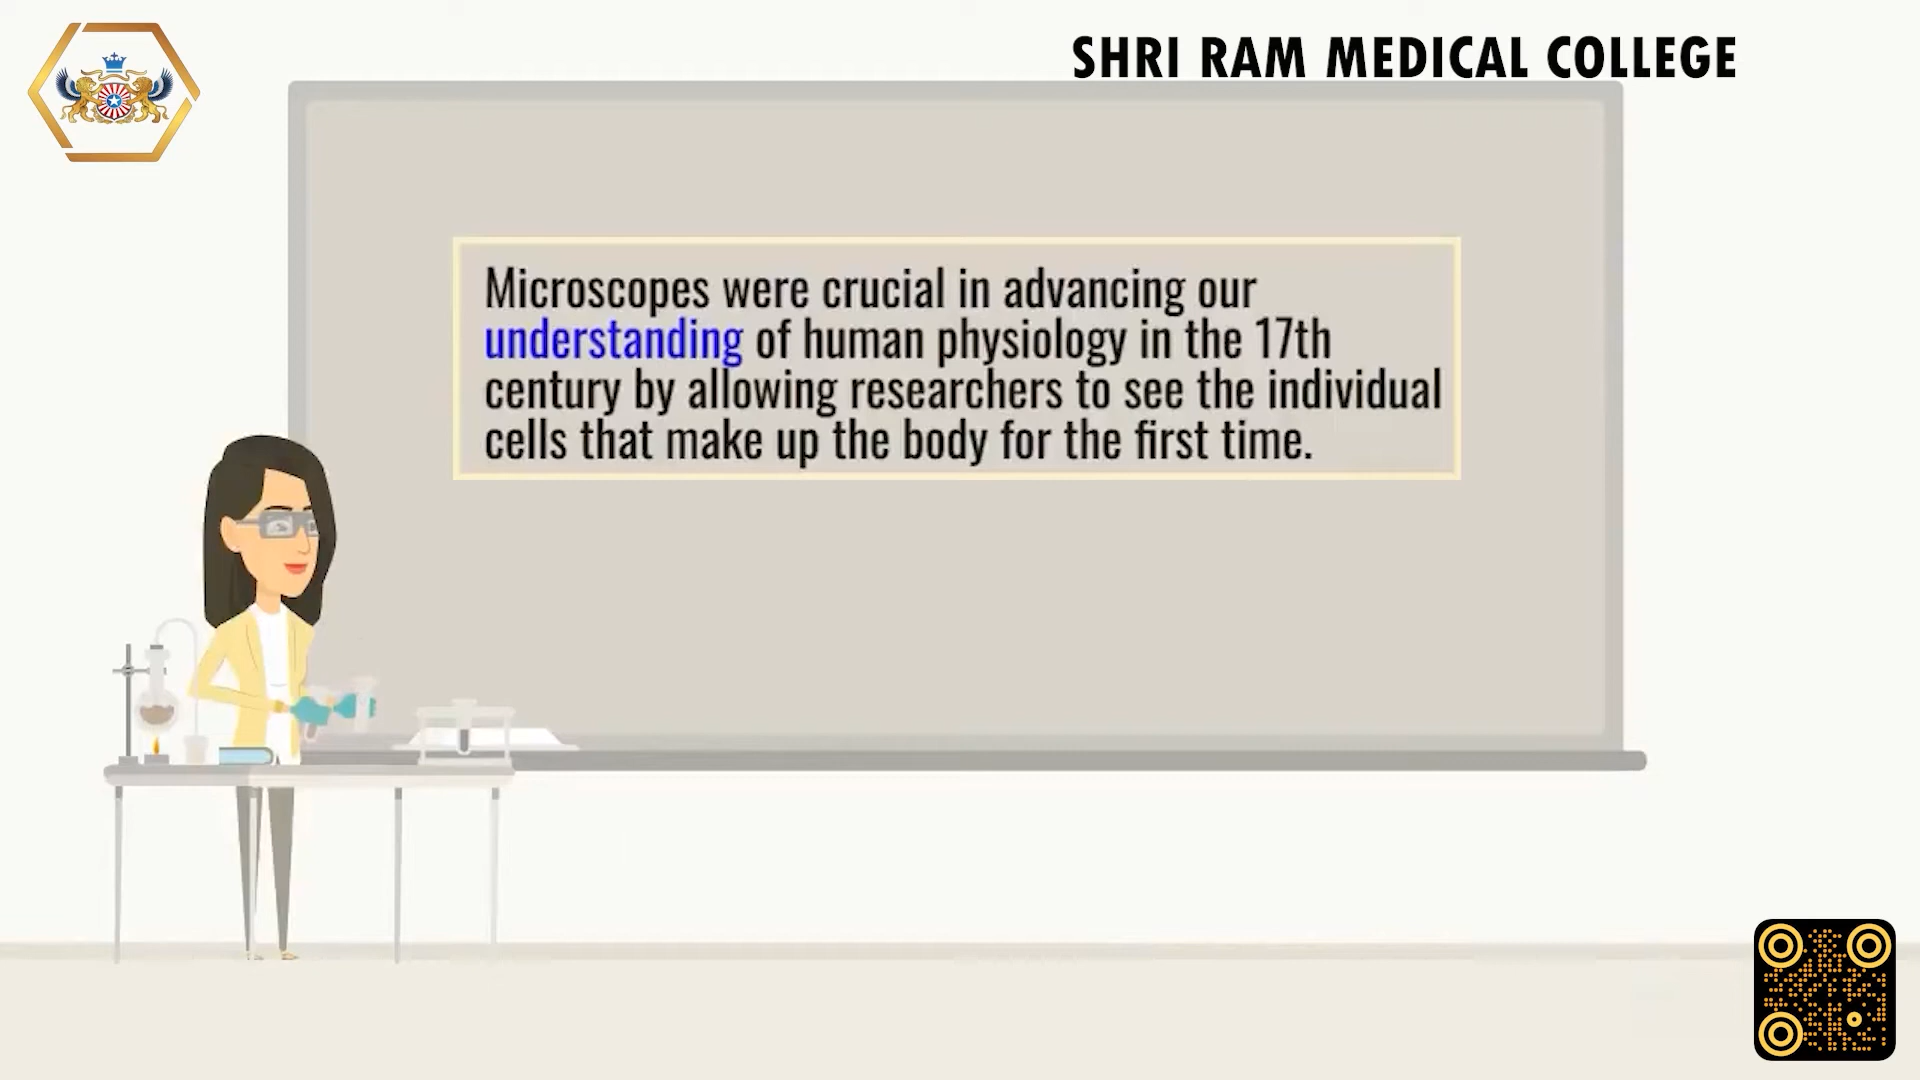 SHRI RAM MEDICAL COLLEGE
Microscopes were crucial in advancing our
understanding of human physiology in the 17th
century by allowing researchers to see the individual
cells that make up the body for the first time.